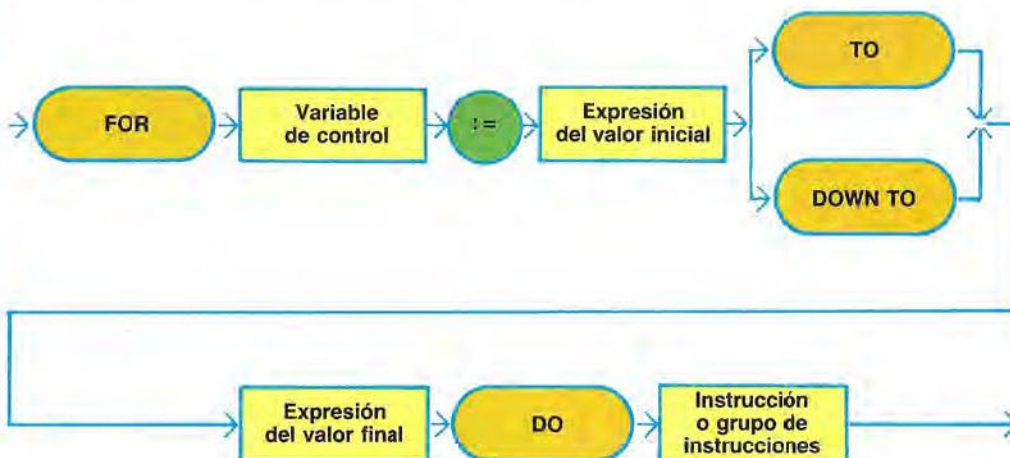 FOR
Variable
de control
:=
Expresión
del valor inicial
TO
DOWN TO
Expresión
del valor final
DO
Instrucción
o grupo de
instrucciones